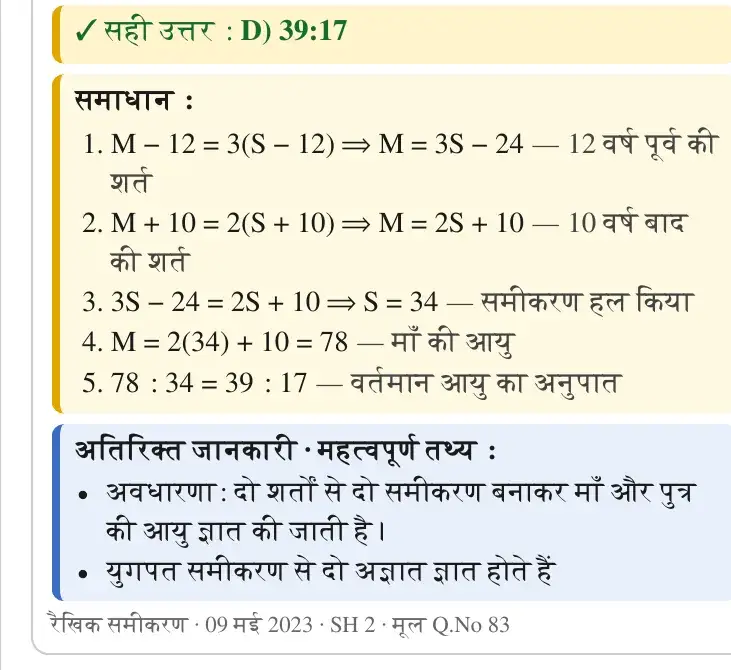 ✓ सही उत्तर : D) 39:17
समाधान :
1. M − 12 = 3(S − 12) ⟹ M = 3S − 24 — 12 वर्ष पूर्व की
शर्त
2. M + 10 = 2(S + 10) ⟹ M = 2S + 10 — 10 वर्ष बाद
की शर्त
3. 3S − 24 = 2S + 10 ⟹ S = 34 — समीकरण हल किया
4. M = 2(34) + 10 = 78 — माँ की आयु
5. 78 : 34 = 39 : 17 — वर्तमान आयु का अनुपात
अतिरिक्त जानकारी · महत्वपूर्ण तथ्य :
• अवधारणा : दो शर्तों से दो समीकरण बनाकर माँ और पुत्र
की आयु ज्ञात की जाती है।
• युगपत समीकरण से दो अज्ञात ज्ञात होते हैं
रैखिक समीकरण · 09 मई 2023 · SH 2 · मूल Q.No 83